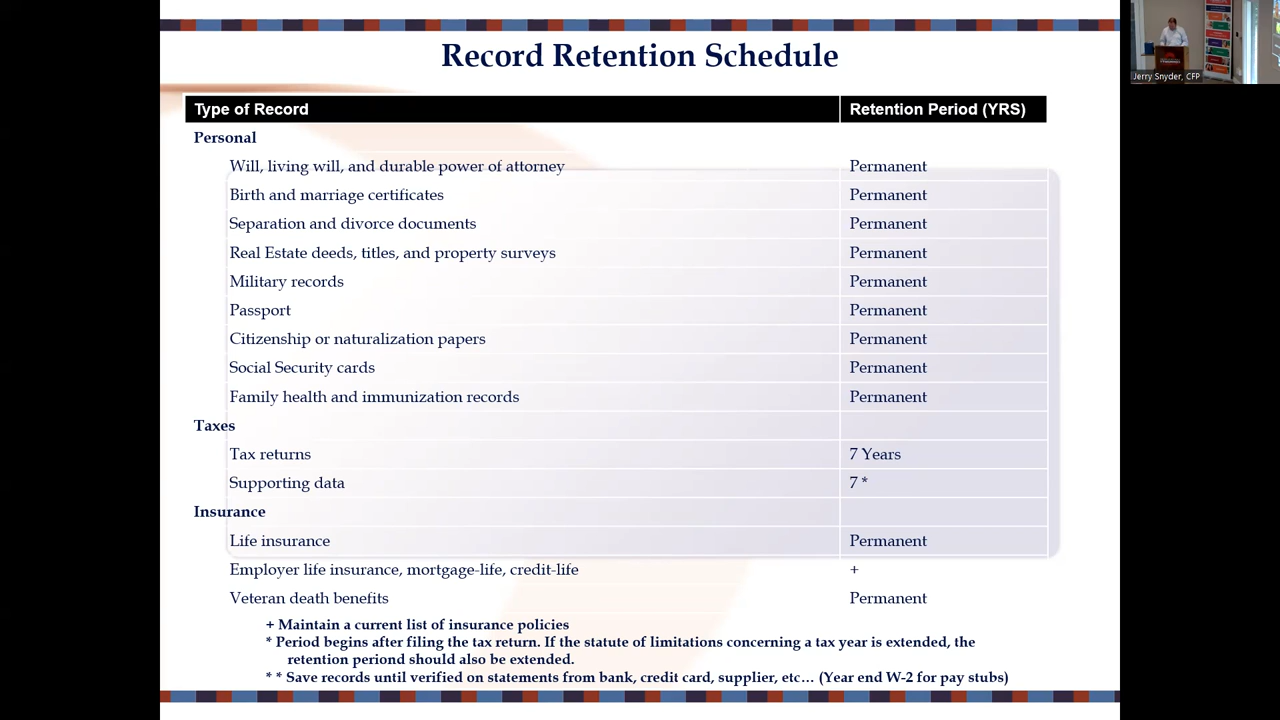 Record Retention Schedule
Jerry Snyder, CFP
Type of Record Retention Period (YRS)
Personal
Will, living will, and durable power of attorney Permanent
Birth and marriage certificates Permanent
Separation and divorce documents Permanent
Real Estate deeds, titles, and property surveys Permanent
Military records Permanent
Passport Permanent
Citizenship or naturalization papers Permanent
Social Security cards Permanent
Family health and immunization records Permanent
Taxes
Tax returns 7 Years
Supporting data 7 *
Insurance
Life insurance Permanent
Employer life insurance, mortgage-life, credit-life +
Veteran death benefits Permanent
+ Maintain a current list of insurance policies
* Period begins after filing the tax return. If the statute of limitations concerning a tax year is extended, the
retention periond should also be extended.
* * Save records until verified on statements from bank, credit card, supplier, etc… (Year end W-2 for pay stubs)